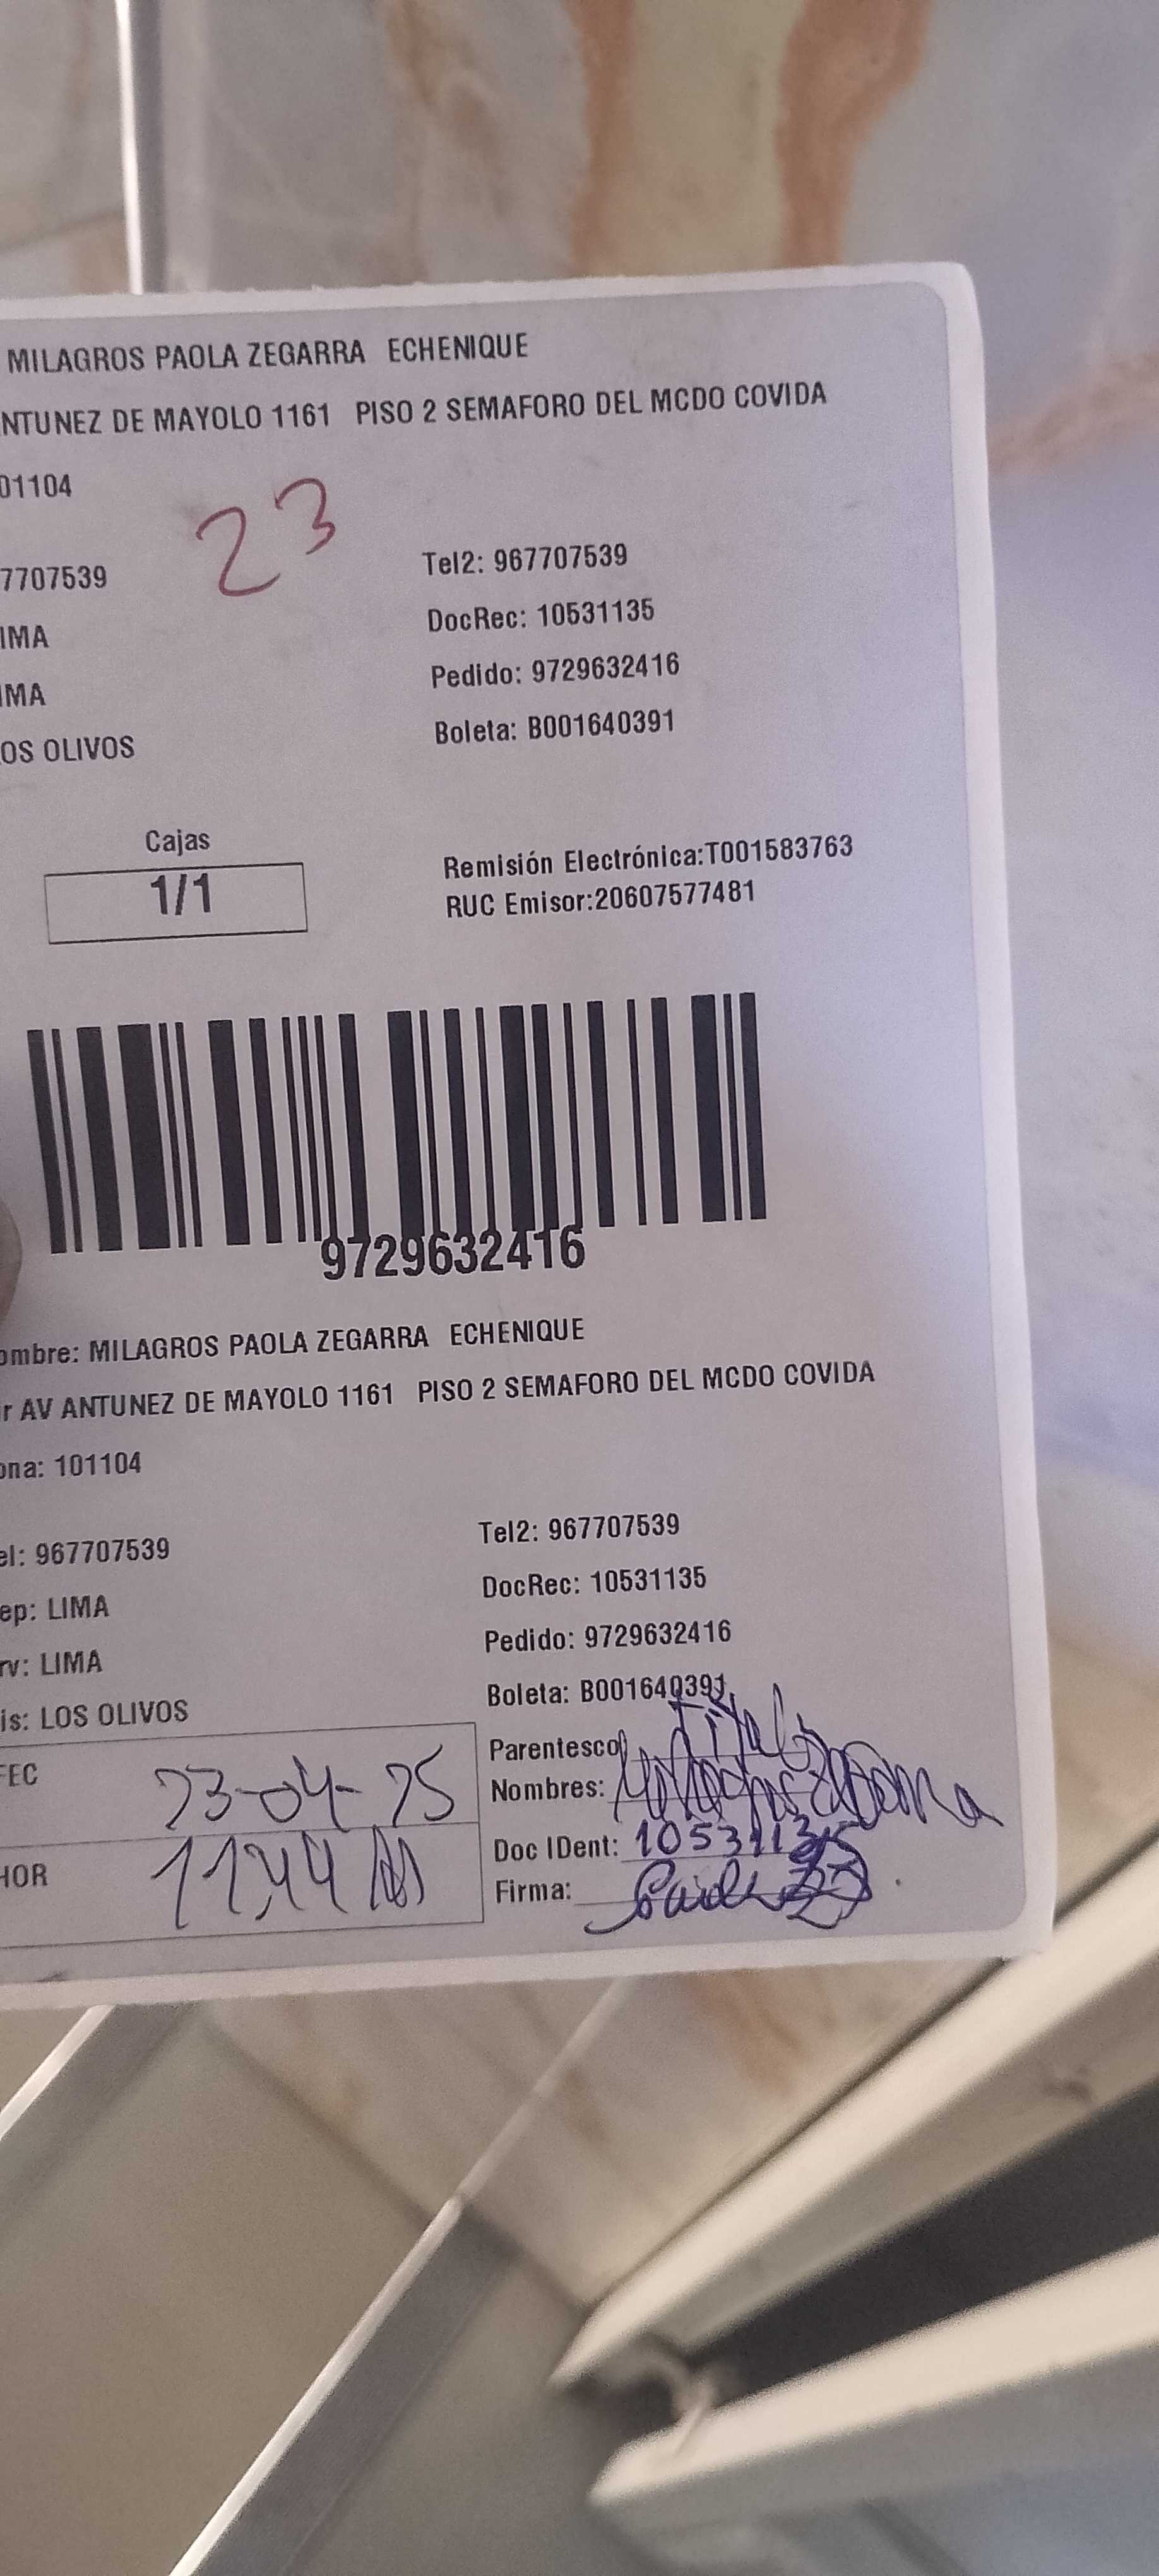 MILAGROS PAOLA ZEGARRA ECHENIQUE
NTUNEZ DE MAYOLO 1161 PISO 2 SEMAFORO DEL MCDO COVIDA
01104
23
7707539
Tel2: 967707539
IMA
DocRec: 10531135
IMA
Pedido: 9729632416
OS OLIVOS
Boleta: B001640391
Cajas
1/1
Remisión Electrónica:T001583763
RUC Emisor:20607577481
9729632416
ombre: MILAGROS PAOLA ZEGARRA ECHENIQUE
r AV ANTUNEZ DE MAYOLO 1161 PISO 2 SEMAFORO DEL MCDO COVIDA
ona: 101104
el: 967707539
Tel2: 967707539
ep: LIMA
DocRec: 10531135
rv: LIMA
Pedido: 9729632416
is: LOS OLIVOS
Boleta: B001640391
FEC 23-04-25
Parentesco
Nombres:
HOR 11:44
Doc IDent: 10531135
Firma: